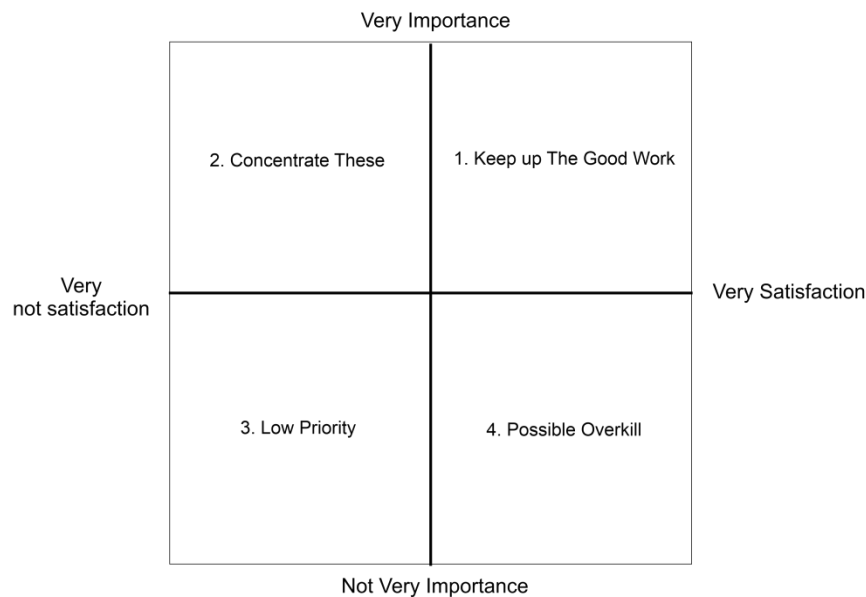 Very Importance
2. Concentrate These
1. Keep up The Good Work
Very
not satisfaction
Very Satisfaction
3. Low Priority
4. Possible Overkill
Not Very Importance